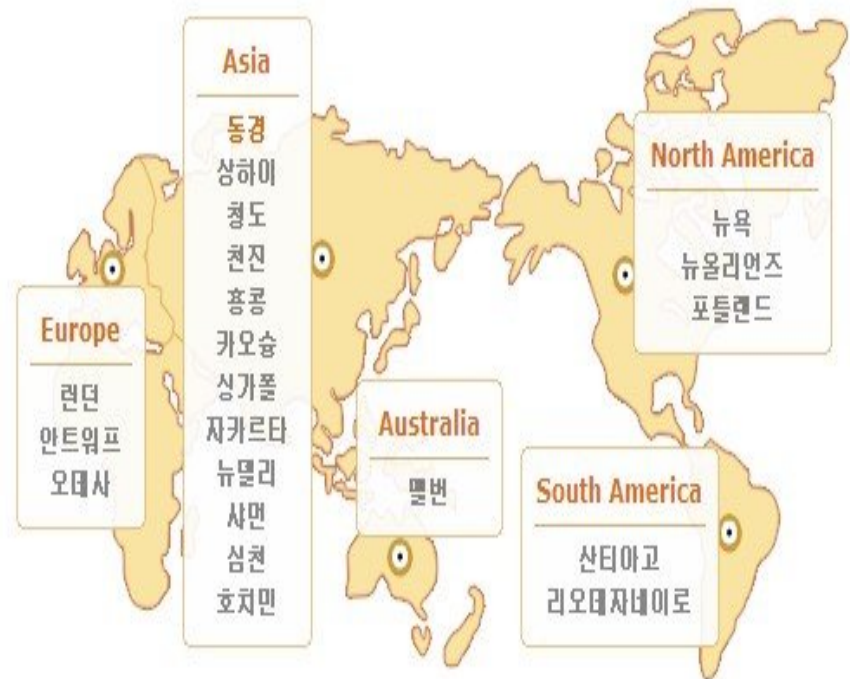 Asia
동경
상하이
청도
천진
홍콩
카오슝
싱가폴
자카르타
뉴델리
샤먼
심천
호치민
North America
뉴욕
뉴올리언즈
포틀랜드
Europe
런던
안트워프
오데사
Australia
멜번
South America
산티아고
리오데자네이로